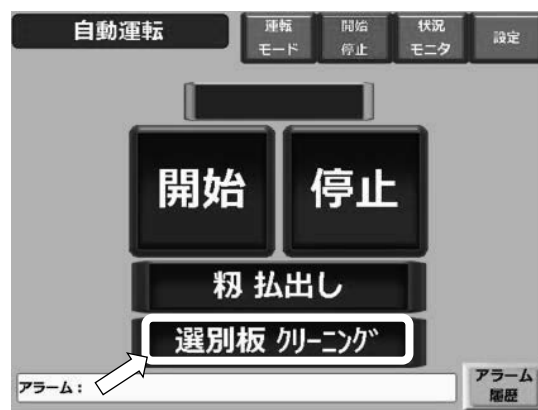 自動運転
運転
モード
開始
停止
状況
モニタ
設定
開始
停止
籾 払出し
選別板 ｸﾘｰﾆﾝｸﾞ
アラーム：
アラーム
履歴